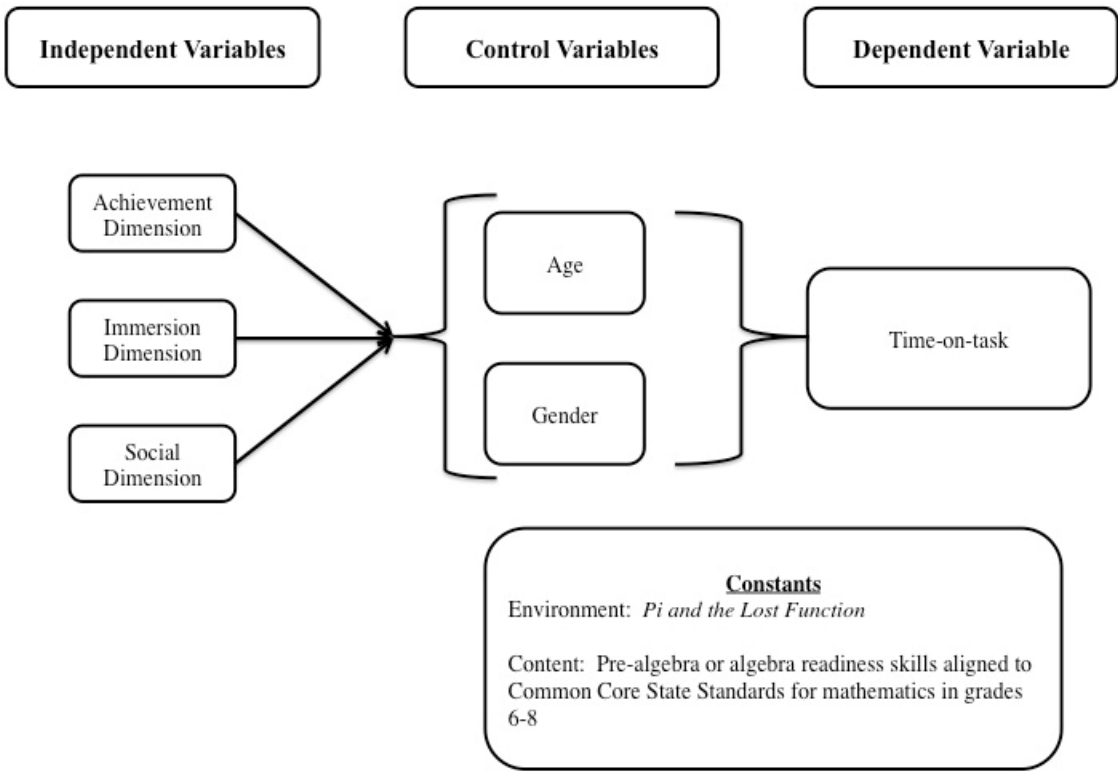 Independent Variables
Control Variables
Dependent Variable
Achievement
Dimension
Immersion
Dimension
Social
Dimension
Age
Gender
Time-on-task
Constants
Environment: Pi and the Lost Function
Content: Pre-algebra or algebra readiness skills aligned to
Common Core State Standards for mathematics in grades
6-8